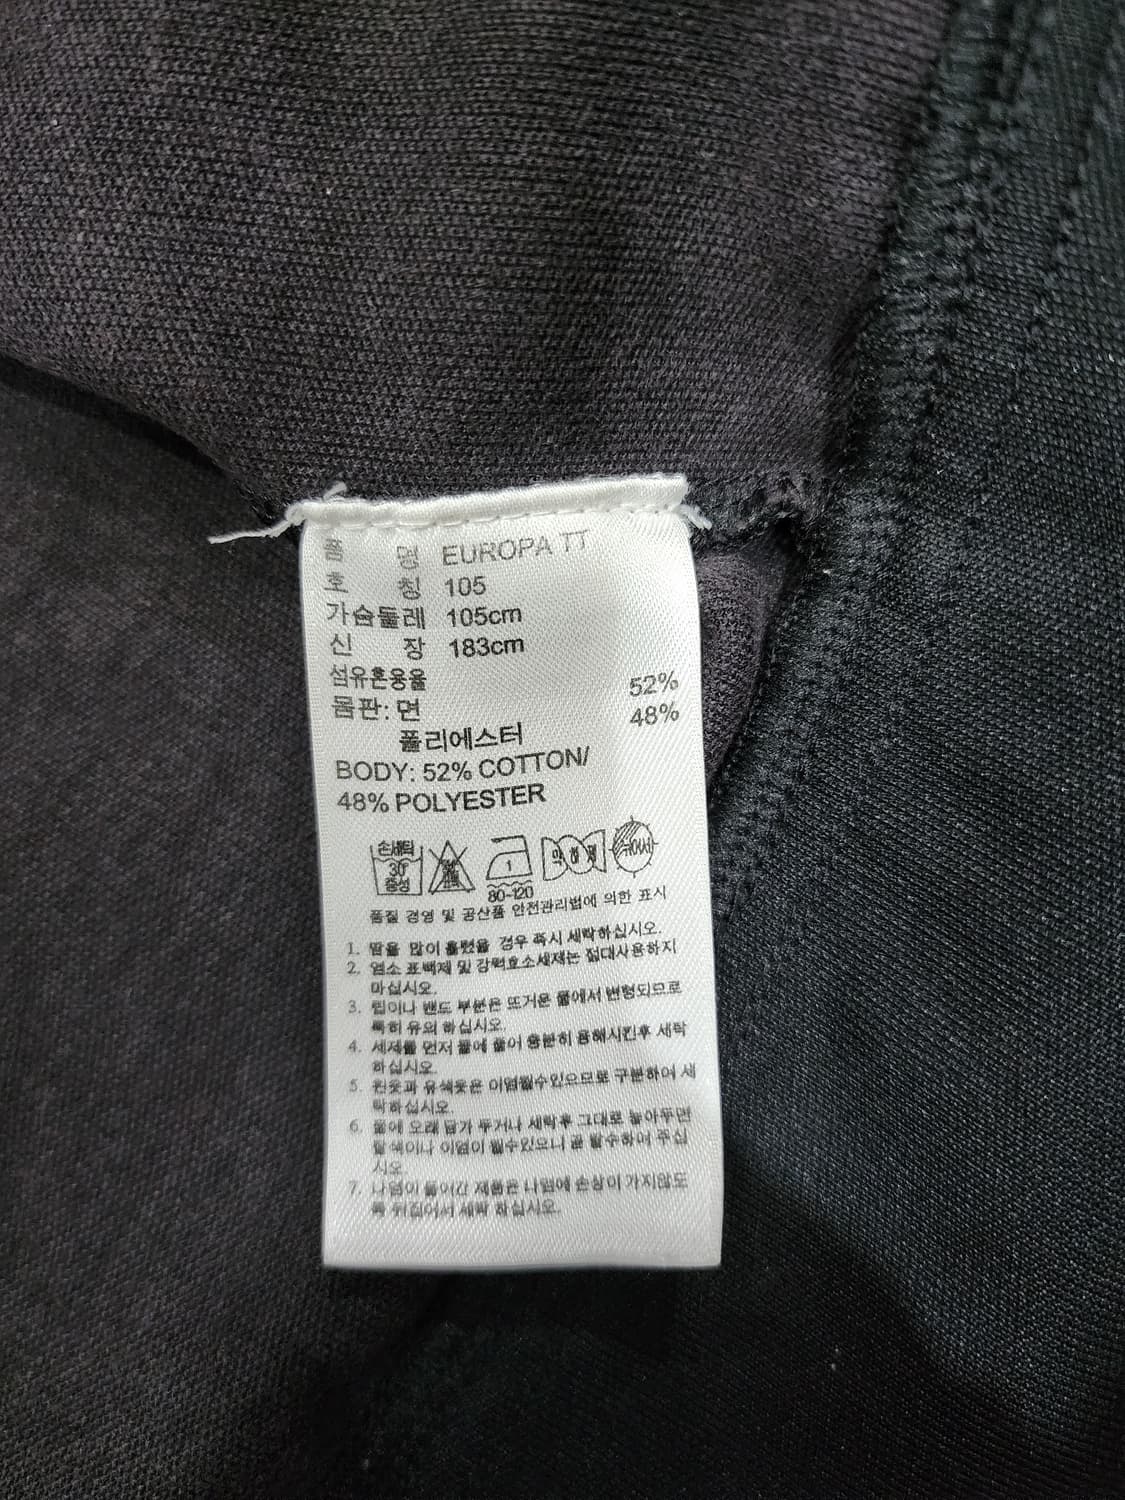 품 명 EUROPA TT
호 칭 105
가슴둘레 105cm
신 장 183cm
섬유혼용율
몸판: 면 52%
폴리에스터 48%
BODY: 52% COTTON/
48% POLYESTER
손세탁 30° 중성
1 80-120
약하게
뉘어서
품질 경영 및 공산품 안전관리법에 의한 표시
1. 땀을 많이 흘렸을 경우 즉시 세탁하십시오.
2. 염소 표백제 및 강력효소세제는 절대사용하지
마십시오.
3. 립이나 밴드 부분은 뜨거운 물에서 변형되므로
특히 유의 하십시오.
4. 세제를 먼저 물에 풀어 충분히 용해시킨후 세탁
하십시오.
5. 흰옷과 유색옷은 이염될수있으므로 구분하여 세
탁하십시오.
6. 물에 오래 담가 두거나 세탁후 그대로 놓아두면
탈색이나 이염이 될수있으니 곧 탈수하여 주십
시오.
7. 나염이 들어간 제품은 나염에 손상이 가지않도
록 뒤집어서 세탁 하십시오.